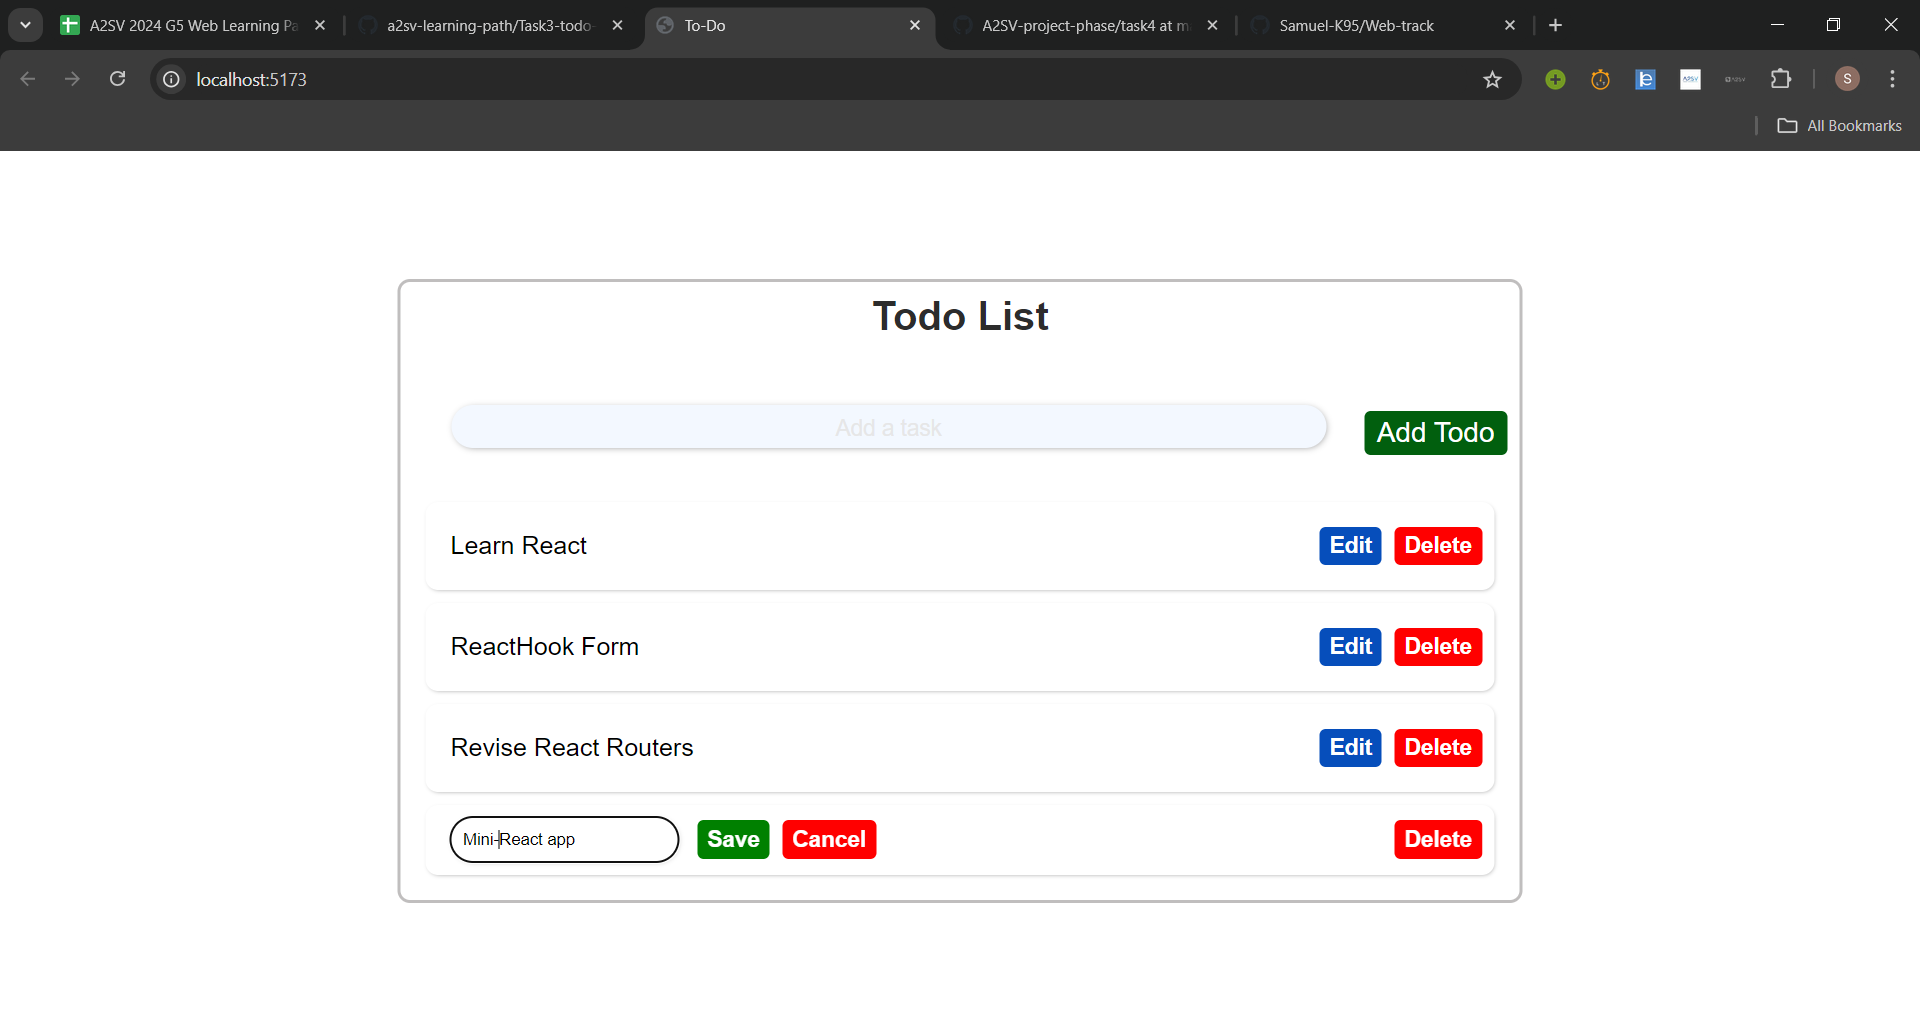 A2SV 2024 G5 Web Learning Pa
a2sv-learning-path/Task3-todo-
To-Do
A2SV-project-phase/task4 at m
Samuel-K95/Web-track
localhost:5173
S
All Bookmarks
Todo List
Add a task
Add Todo
Learn React
Edit Delete
ReactHook Form
Edit Delete
Revise React Routers
Edit Delete
Mini-React app
Save Cancel
Delete